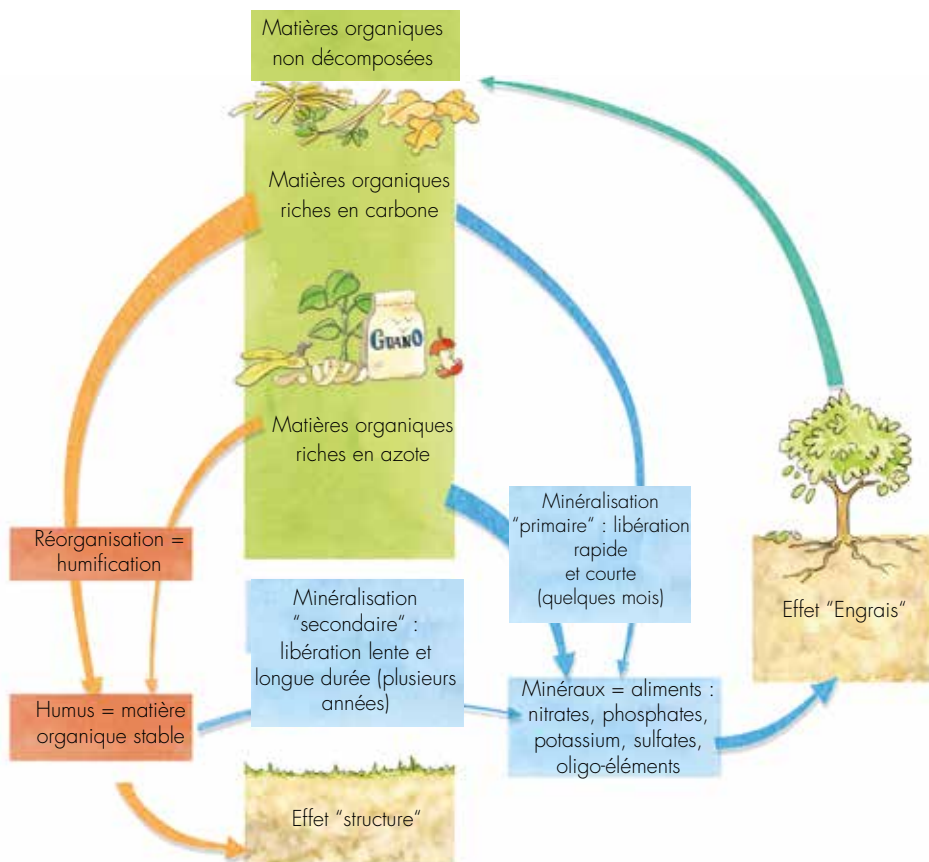 Matières organiques
non décomposées
Matières organiques
riches en carbone
GUANO
Matières organiques
riches en azote
Réorganisation =
humification
Minéralisation
"primaire" : libération
rapide
et courte
(quelques mois)
Minéralisation
"secondaire" :
libération lente et
longue durée (plusieurs
années)
Effet "Engrais"
Humus = matière
organique stable
Minéraux = aliments :
nitrates, phosphates,
potassium, sulfates,
oligo-éléments
Effet "structure"